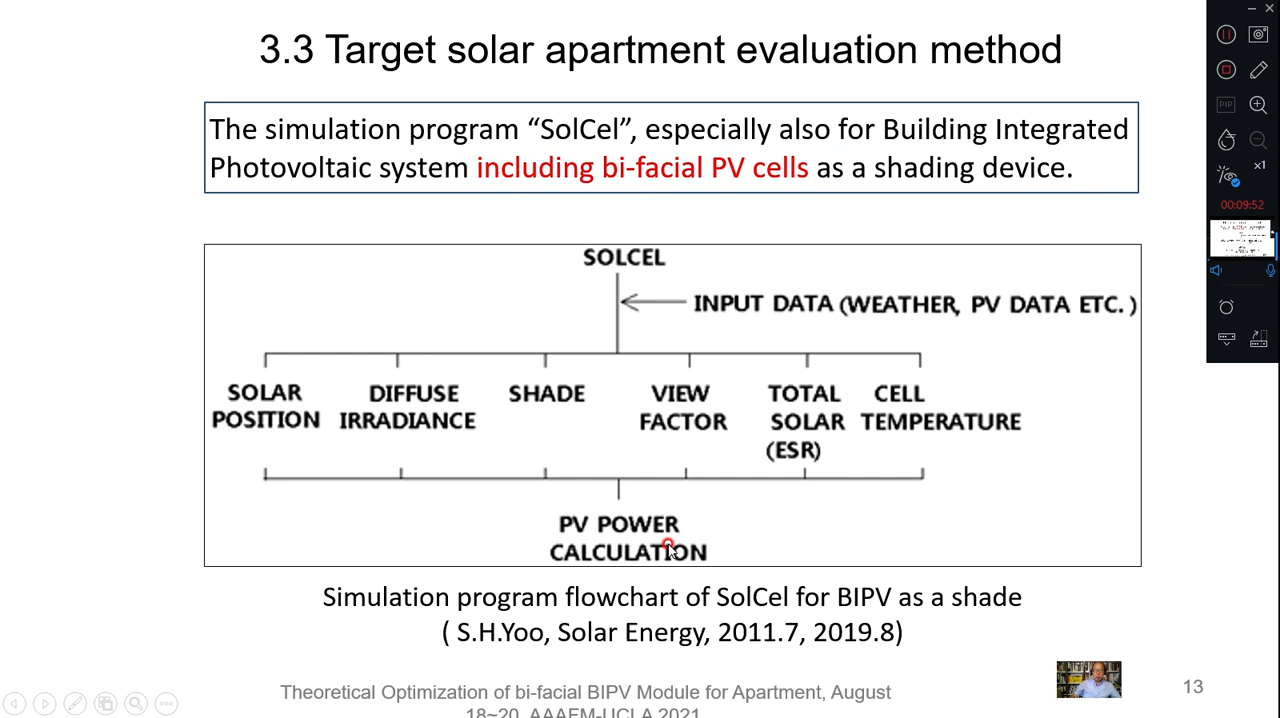 3.3 Target solar apartment evaluation method
The simulation program “SolCel”, especially also for Building Integrated
Photovoltaic system including bi-facial PV cells as a shading device.
SOLCEL
INPUT DATA (WEATHER, PV DATA ETC. )
SOLAR POSITION
DIFFUSE IRRADIANCE
SHADE
VIEW FACTOR
TOTAL SOLAR (ESR)
CELL TEMPERATURE
PV POWER
CALCULATION
Simulation program flowchart of SolCel for BIPV as a shade
( S.H.Yoo, Solar Energy, 2011.7, 2019.8)
Theoretical Optimization of bi-facial BIPV Module for Apartment, August
18~20, AAAFM-UCLA 2021
13
PIP
x1
00:09:52